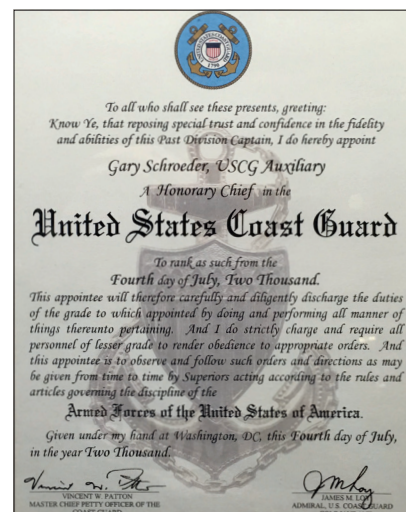 UNITED STATES COAST GUARD
1790
To all who shall see these presents, greeting:
Know Ye, that reposing special trust and confidence in the fidelity
and abilities of this Past Division Captain, I do hereby appoint
Gary Schroeder, USCG Auxiliary
A Honorary Chief in the
United States Coast Guard
To rank as such from the
Fourth day of July, Two Thousand.
This appointee will therefore carefully and diligently discharge the duties
of the grade to which appointed by doing and performing all manner of
things thereunto pertaining. And I do strictly charge and require all
personnel of lesser grade to render obedience to appropriate orders. And
this appointee is to observe and follow such orders and directions as may
be given from time to time by Superiors acting according to the rules and
articles governing the discipline of the
Armed Forces of the United States of America.
Given under my hand at Washington, DC, this Fourth day of July,
in the year Two Thousand.
VINCENT W. PATTON
MASTER CHIEF PETTY OFFICER OF THE
COAST GUARD
JAMES M. LOY
ADMIRAL, U.S. COAST GUARD